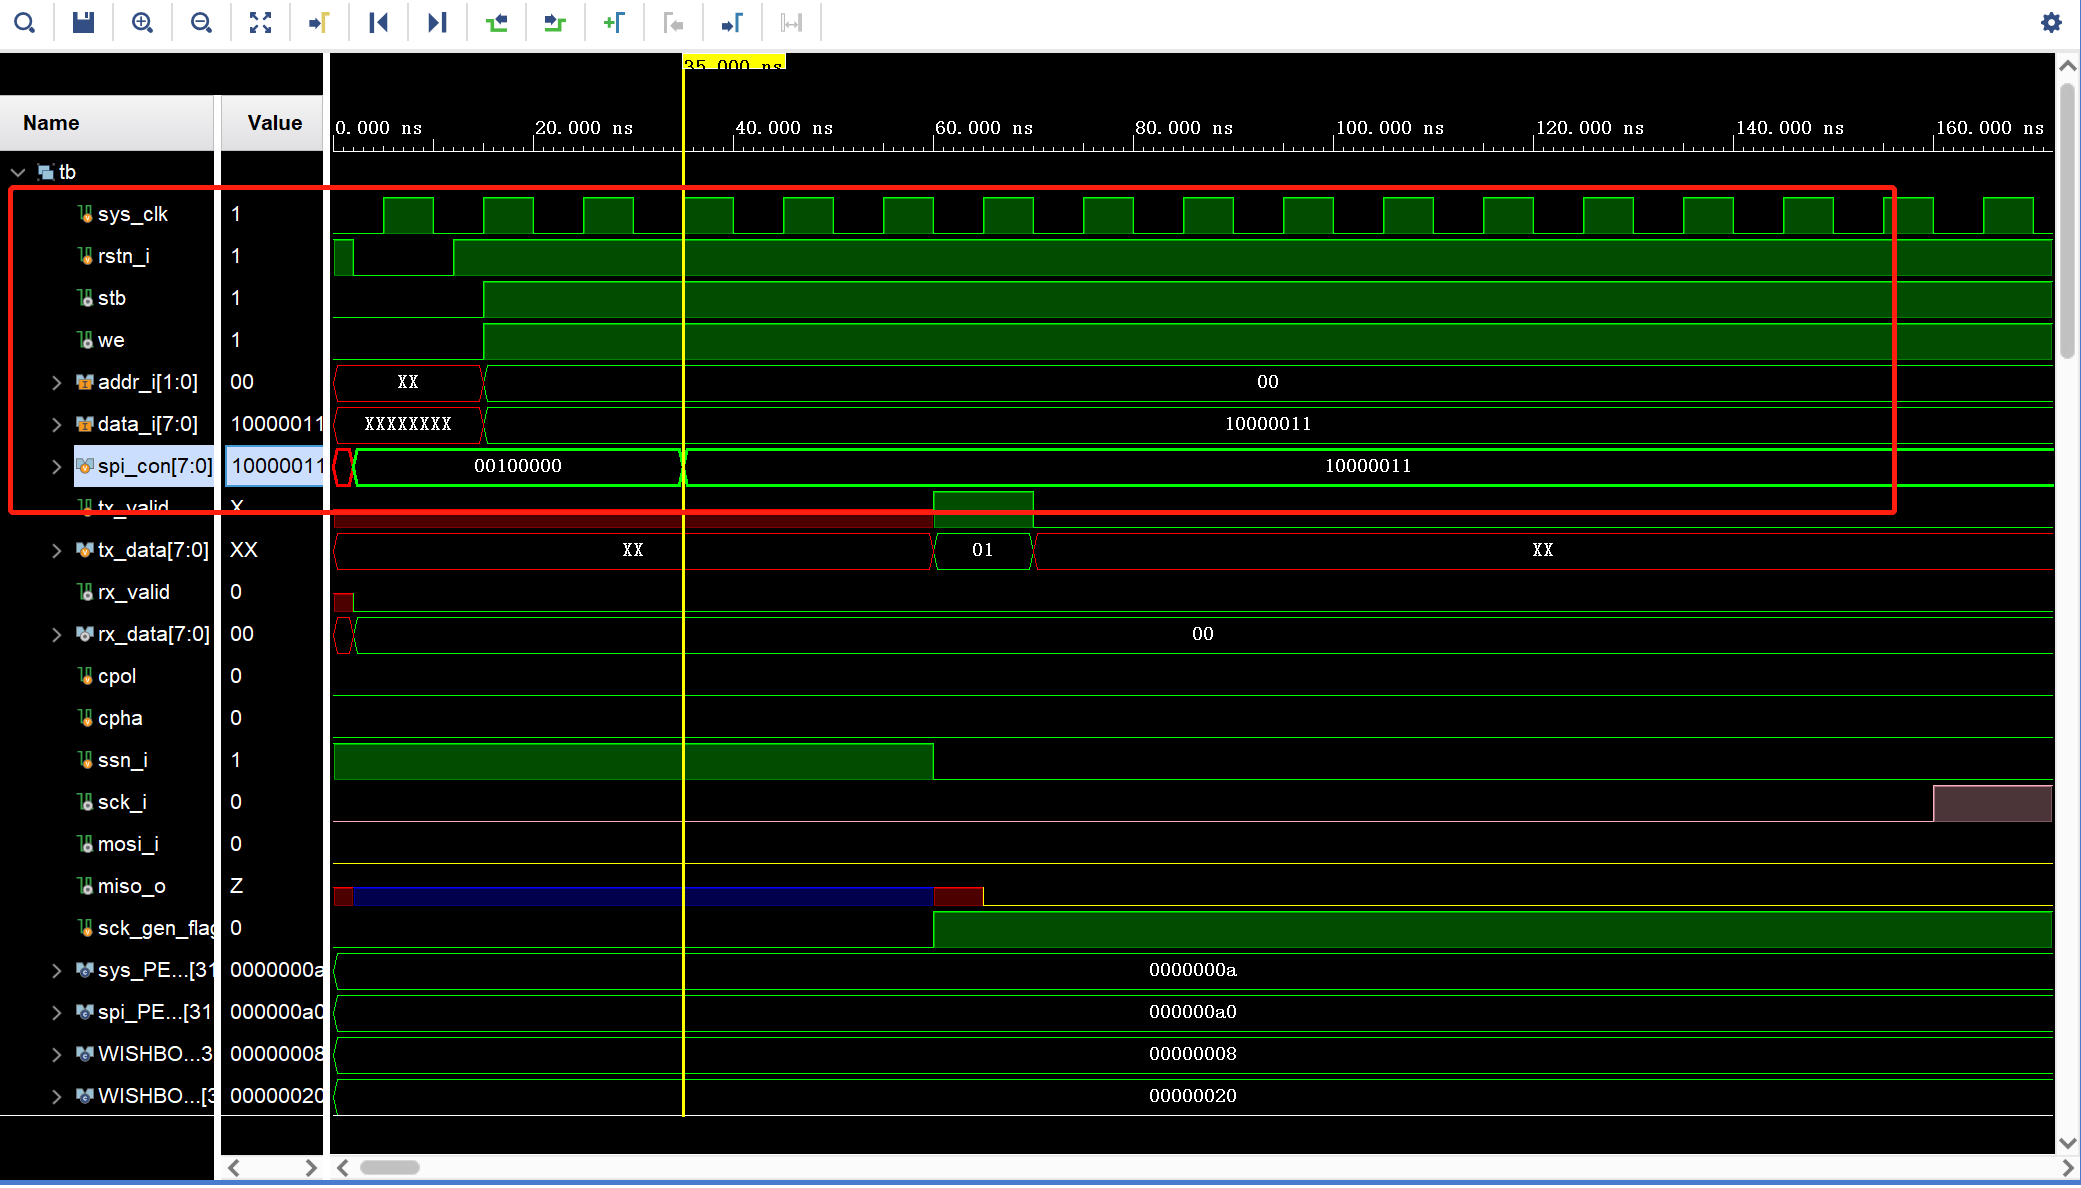 35.000 ns
Name Value 0.000 ns 20.000 ns 40.000 ns 60.000 ns 80.000 ns 100.000 ns 120.000 ns 140.000 ns 160.000 ns
tb
sys_clk 1
rstn_i 1
stb 1
we 1
addr_i[1:0] 00 XX 00
data_i[7:0] 10000011 XXXXXXXX 10000011
spi_con[7:0] 10000011 00100000 10000011
tx_valid X
tx_data[7:0] XX XX 01 XX
rx_valid 0
rx_data[7:0] 00 00
cpol 0
cpha 0
ssn_i 1
sck_i 0
mosi_i 0
miso_o Z
sck_gen_flag 0
sys_PE...[31 0000000a 0000000a
spi_PE...[31 000000a0 000000a0
WISHBO...3 00000008 00000008
WISHBO...[3 00000020 00000020